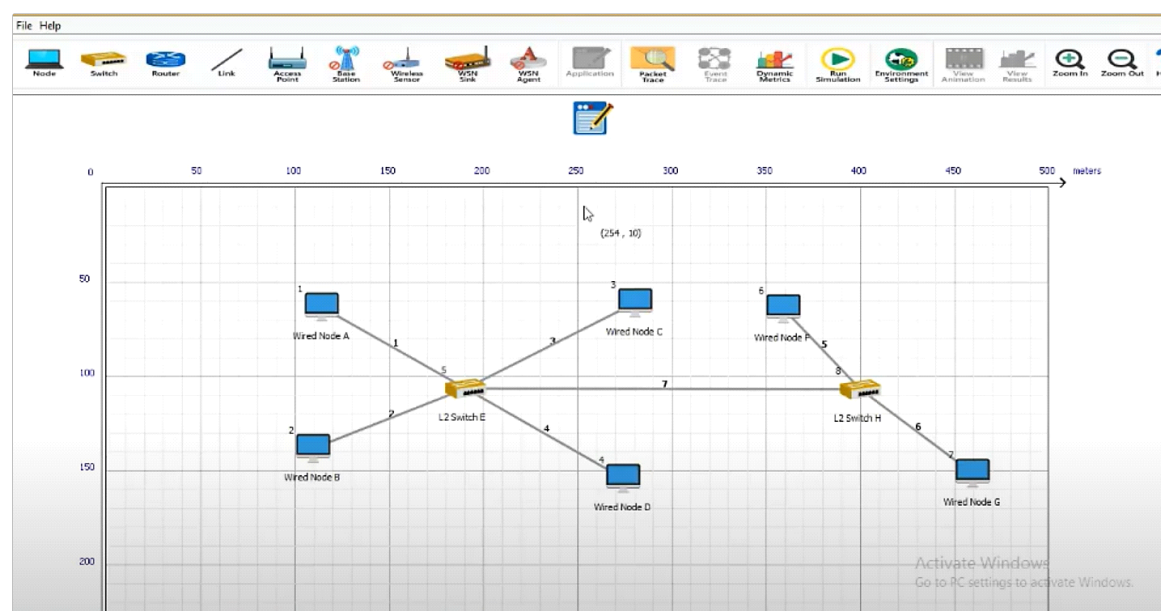 File Help
Node Switch Router Link Access Point Base Station Wireless Sensor WSN Sink WSN Agent Application Packet Trace Event Trace Dynamic Metrics Run Simulation Environment Settings View Animation View Results Zoom In Zoom Out
0 50 100 150 200 250 300 350 400 450 500 meters
(254 , 10)
50
1 3 6
Wired Node A Wired Node C Wired Node F
1 3 5
100 5 8
7
L2 Switch E L2 Switch H
2 4 6
2 4 7
150
Wired Node B Wired Node D Wired Node G
200
Activate Windows
Go to PC settings to activate Windows.